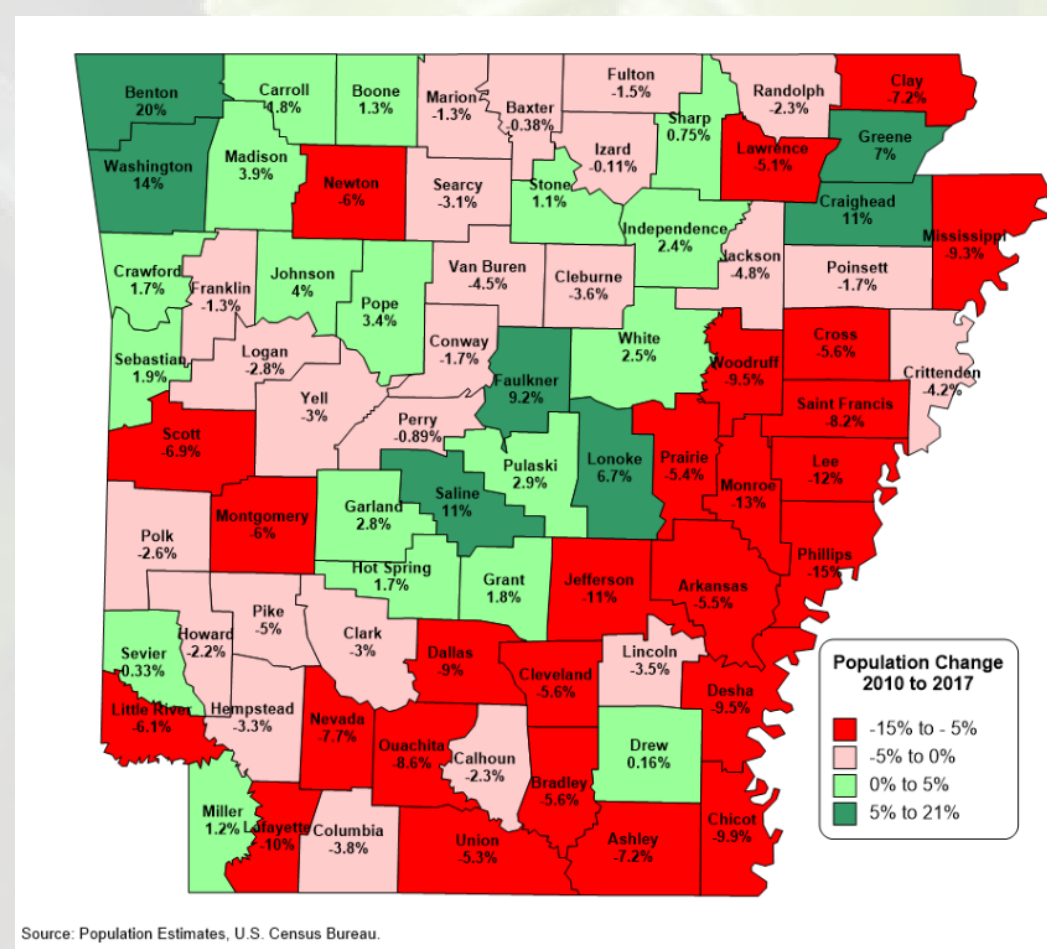 Benton
20%
Carroll
1.8%
Boone
1.3%
Marion
-1.3%
Baxter
-0.38%
Fulton
-1.5%
Sharp
0.75%
Randolph
-2.3%
Clay
-7.2%
Greene
7%
Washington
14%
Madison
3.9%
Newton
-6%
Searcy
-3.1%
Stone
1.1%
Izard
-0.11%
Lawrence
-5.1%
Craighead
11%
Mississippi
-9.3%
Independence
2.4%
Jackson
-4.8%
Poinsett
-1.7%
Crawford
1.7%
Franklin
-1.3%
Johnson
4%
Pope
3.4%
Van Buren
-4.5%
Cleburne
-3.6%
Sebastian
1.9%
Logan
-2.8%
Conway
-1.7%
Faulkner
9.2%
White
2.5%
Woodruff
-9.5%
Cross
-5.6%
Crittenden
-4.2%
Yell
-3%
Perry
-0.89%
Saint Francis
-8.2%
Scott
-6.9%
Pulaski
2.9%
Lonoke
6.7%
Prairie
-5.4%
Monroe
-13%
Lee
-12%
Polk
-2.6%
Montgomery
-6%
Garland
2.8%
Saline
11%
Phillips
-15%
Hot Spring
1.7%
Grant
1.8%
Jefferson
-11%
Arkansas
-5.5%
Sevier
0.33%
Howard
-2.2%
Pike
-5%
Clark
-3%
Dallas
-9%
Cleveland
-5.6%
Lincoln
-3.5%
Desha
-9.5%
Little River
-6.1%
Hempstead
-3.3%
Nevada
-7.7%
Ouachita
-8.6%
Calhoun
-2.3%
Bradley
-5.6%
Drew
0.16%
Miller
1.2%
Lafayette
-10%
Columbia
-3.8%
Union
-5.3%
Ashley
-7.2%
Chicot
-9.9%
Population Change
2010 to 2017
-15% to - 5%
-5% to 0%
0% to 5%
5% to 21%
Source: Population Estimates, U.S. Census Bureau.